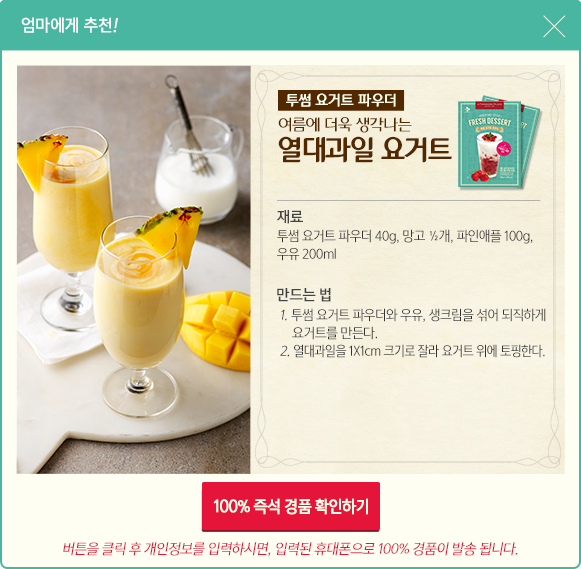 엄마에게 추천!
투썸 요거트 파우더
여름에 더욱 생각나는
열대과일 요거트
FRESH DESSERT
재료
투썸 요거트 파우더 40g, 망고 ½개, 파인애플 100g,
우유 200ml
만드는 법
1. 투썸 요거트 파우더와 우유, 생크림을 섞어 되직하게
요거트를 만든다.
2. 열대과일을 1X1cm 크기로 잘라 요거트 위에 토핑한다.
100% 즉석 경품 확인하기
버튼을 클릭 후 개인정보를 입력하시면, 입력된 휴대폰으로 100% 경품이 발송 됩니다.